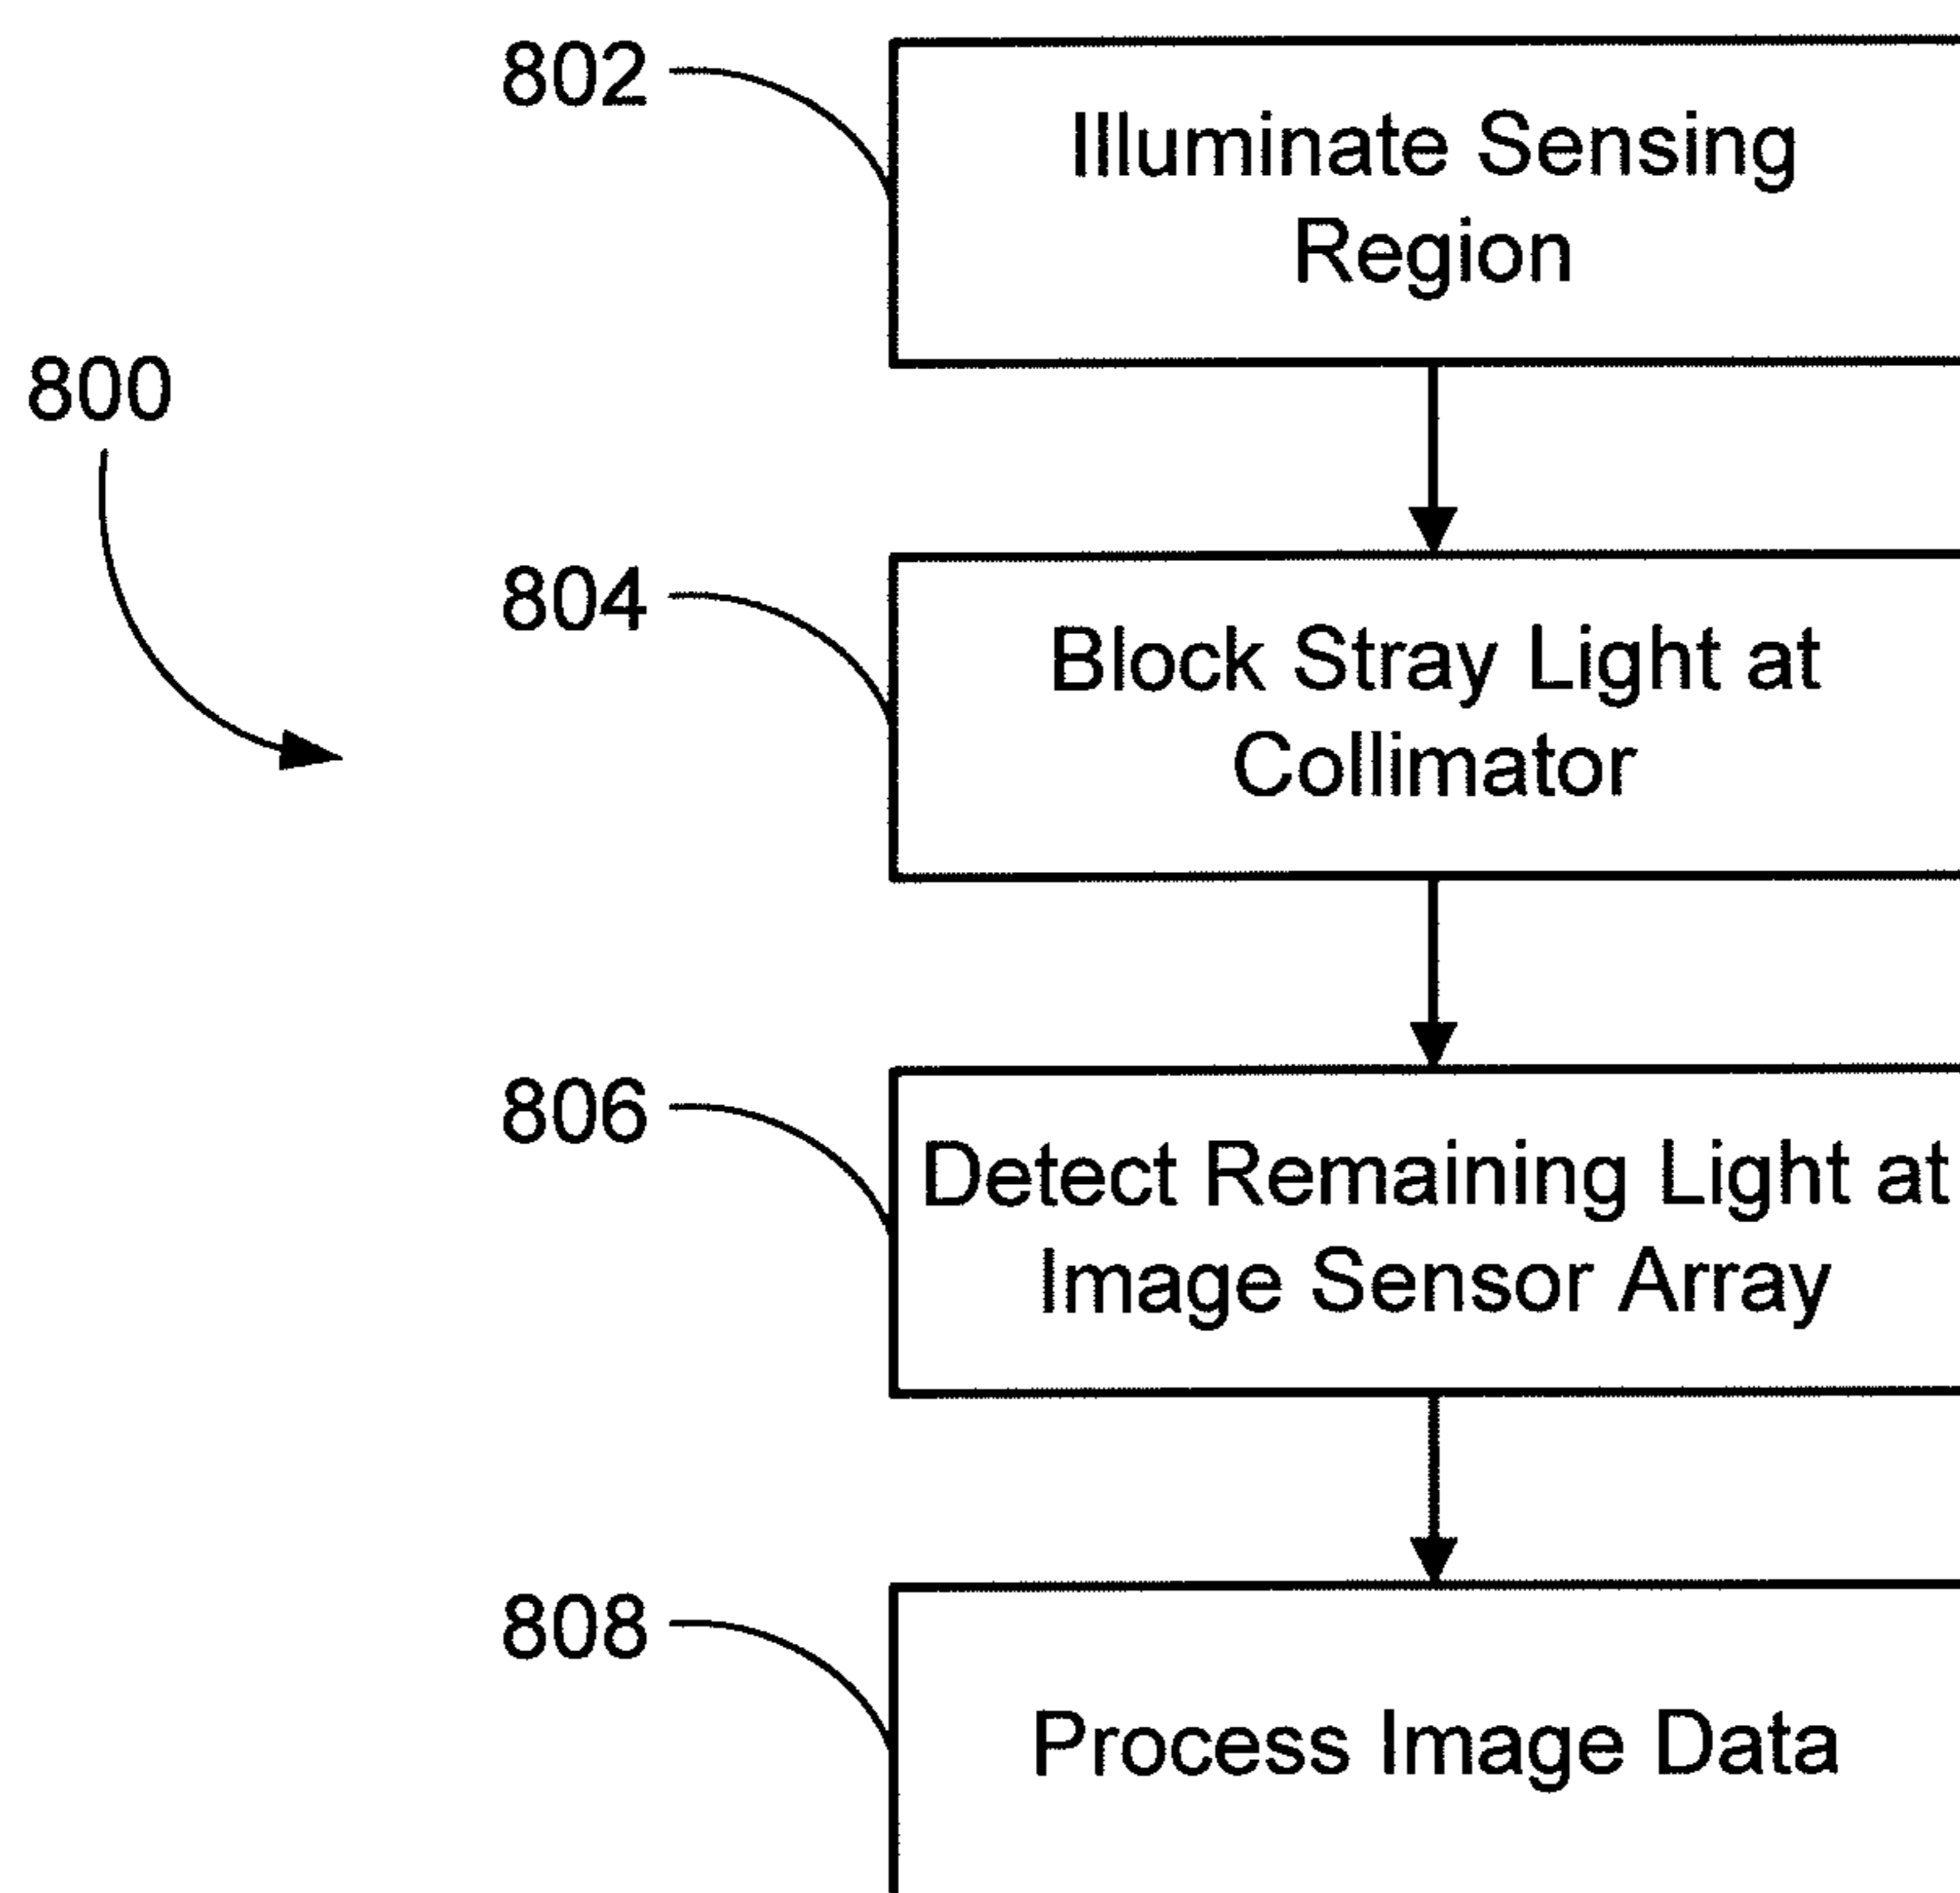 802
Illuminate Sensing
Region
800
804
Block Stray Light at
Collimator
806
Detect Remaining Light at
Image Sensor Array
808
Process Image Data